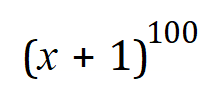 (x + 1)^100